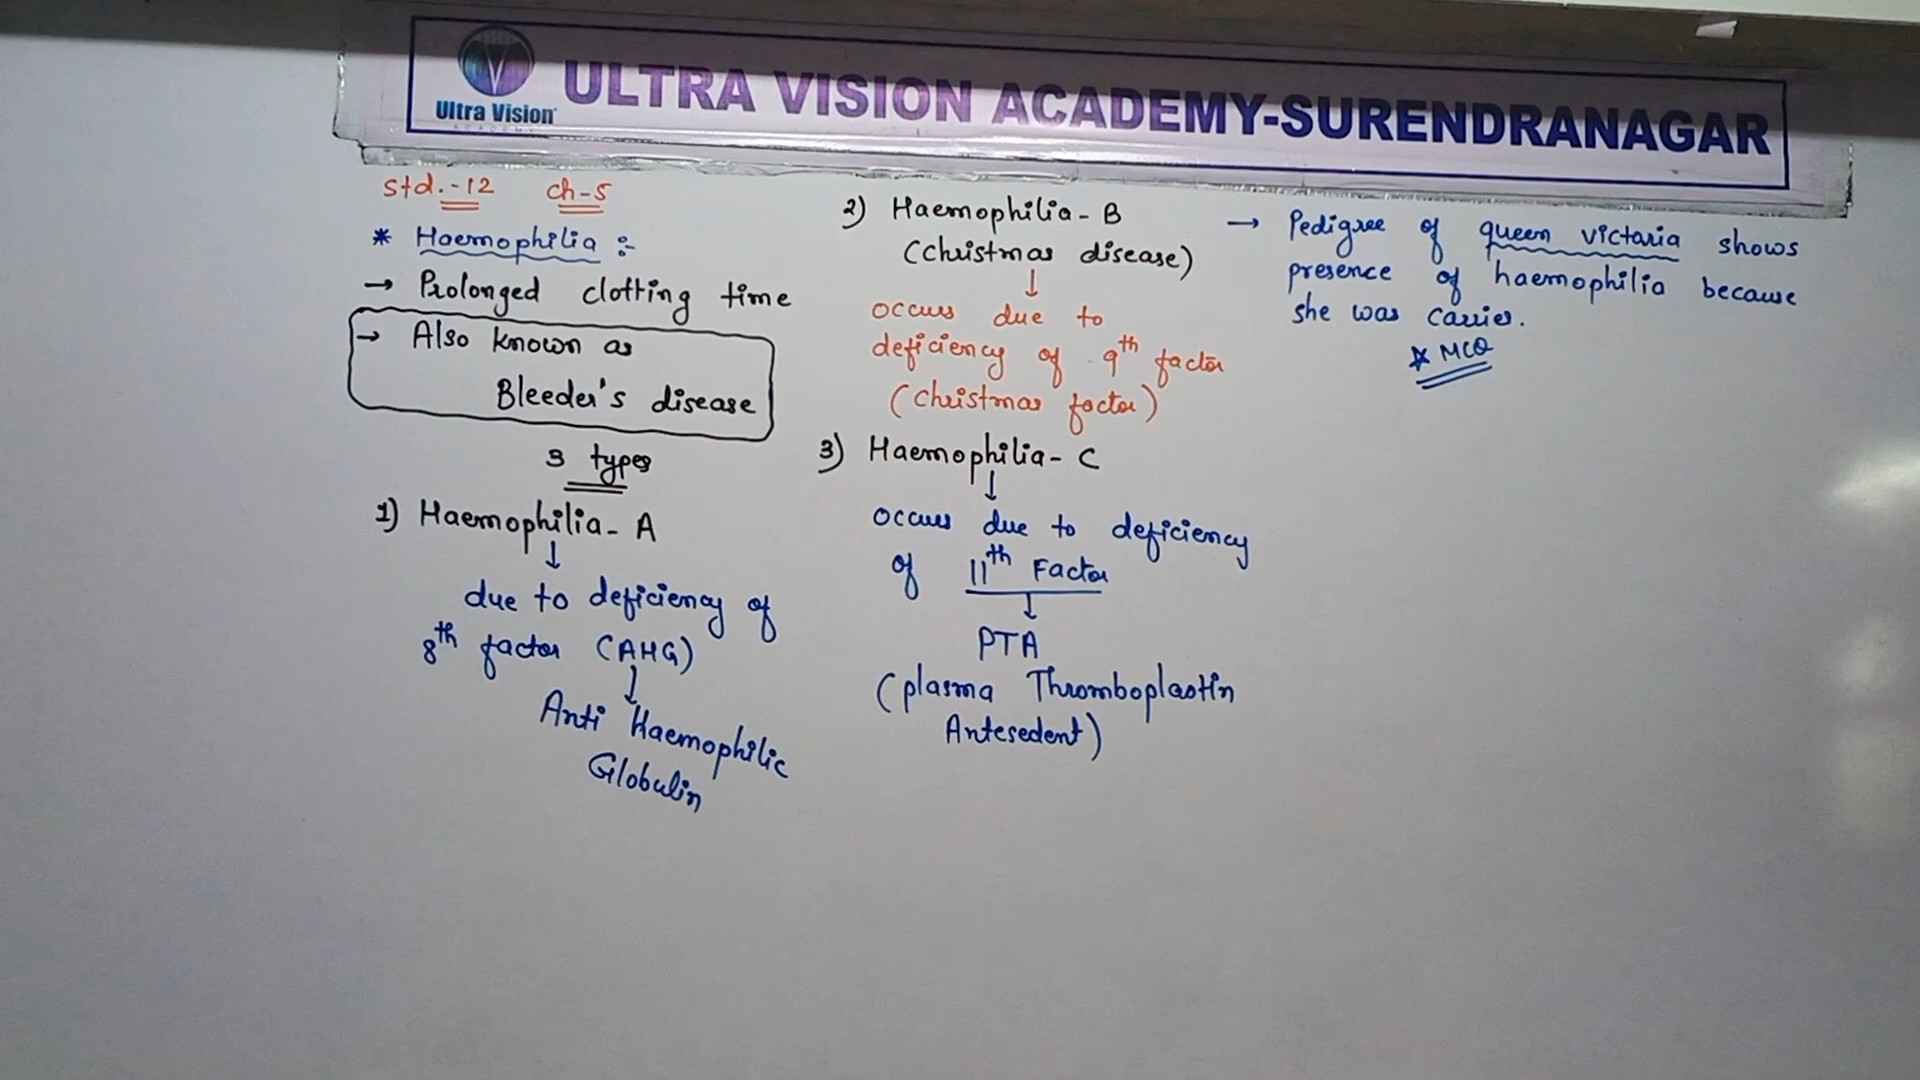 Ultra Vision
ACADEMY
ULTRA VISION ACADEMY-SURENDRANAGAR
Std.-12 ch-5
* Haemophilia :-
→ Prolonged clotting time
→ Also known as
Bleeder's disease
3 types
1) Haemophilia - A
↓
due to deficiency of
8th factor (AHG)
↓
Anti Haemophilic
Globulin
2) Haemophilia - B
(Christmas disease)
↓
occurs due to
deficiency of 9th factor
(Christmas factor)
3) Haemophilia - C
↓
occurs due to deficiency
of 11th Factor
↓
PTA
(plasma Thromboplastin
Antesedent)
→ Pedigree of queen victaria shows
presence of haemophilia because
she was carrier.
* MCQ